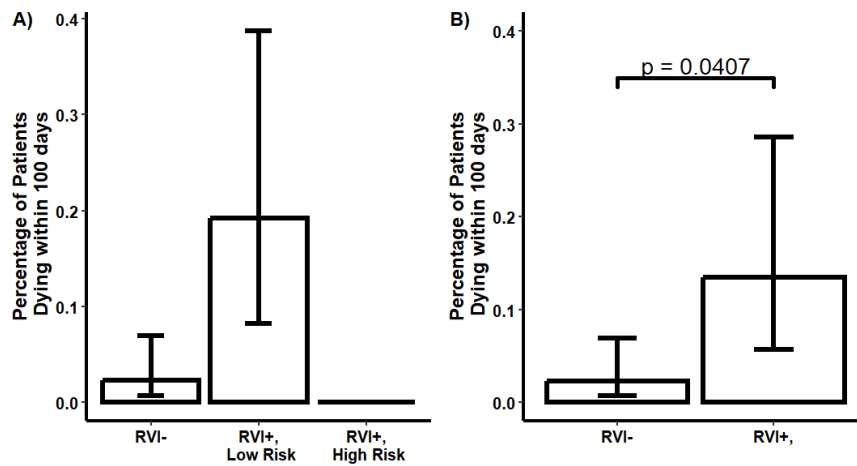 A)
Percentage of Patients
Dying within 100 days
0.4
0.3
0.2
0.1
0.0
RVI-
RVI+,
Low Risk
RVI+,
High Risk
B)
Percentage of Patients
Dying within 100 days
0.4
0.3
0.2
0.1
0.0
p = 0.0407
RVI-
RVI+,